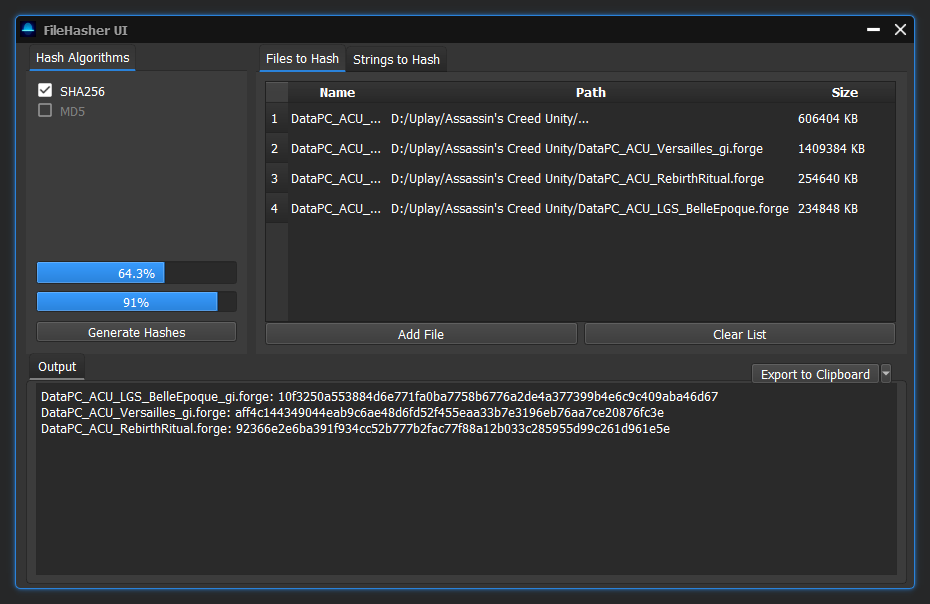 FileHasher UI
Hash Algorithms
SHA256
MD5
64.3%
91%
Generate Hashes
Files to Hash Strings to Hash
Name Path Size
1 DataPC_ACU_... D:/Uplay/Assassin's Creed Unity/... 606404 KB
2 DataPC_ACU_... D:/Uplay/Assassin's Creed Unity/DataPC_ACU_Versailles_gi.forge 1409384 KB
3 DataPC_ACU_... D:/Uplay/Assassin's Creed Unity/DataPC_ACU_RebirthRitual.forge 254640 KB
4 DataPC_ACU_... D:/Uplay/Assassin's Creed Unity/DataPC_ACU_LGS_BelleEpoque.forge 234848 KB
Add File Clear List
Output
Export to Clipboard
DataPC_ACU_LGS_BelleEpoque_gi.forge: 10f3250a553884d6e771fa0ba7758b6776a2de4a377399b4e6c9c409aba46d67
DataPC_ACU_Versailles_gi.forge: aff4c144349044eab9c6ae48d6fd52f455eaa33b7e3196eb76aa7ce20876fc3e
DataPC_ACU_RebirthRitual.forge: 92366e2e6ba391f934cc52b777b2fac77f88a12b033c285955d99c261d961e5e